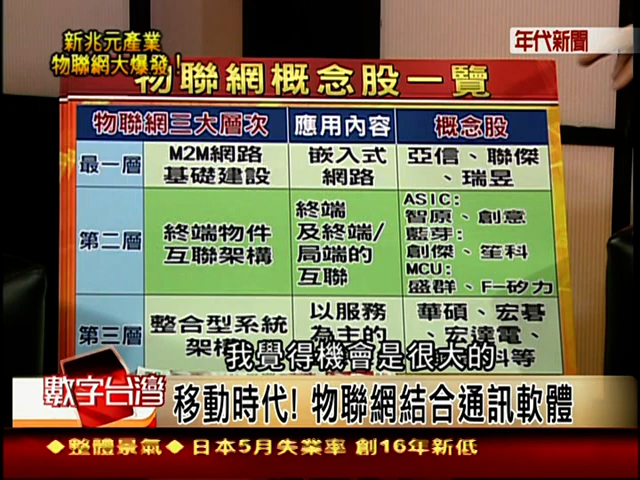 年代新聞
新兆元產業
物聯網大爆發!
物聯網概念股一覽
物聯網三大層次
應用內容
概念股
最一層
M2M網路
基礎建設
嵌入式
網路
亞信、聯傑
、瑞昱
第二層
終端物件
互聯架構
終端
及終端/
局端的
互聯
ASIC:
智原、創意
藍芽:
創傑、笙科
MCU:
盛群、F-矽力
第三層
整合型系統
架構
以服務
為主的
華碩、宏碁
、宏達電、
科等
我覺得機會是很大的
數字台灣
移動時代! 物聯網結合通訊軟體
◆整體景氣◆日本5月失業率 創16年新低